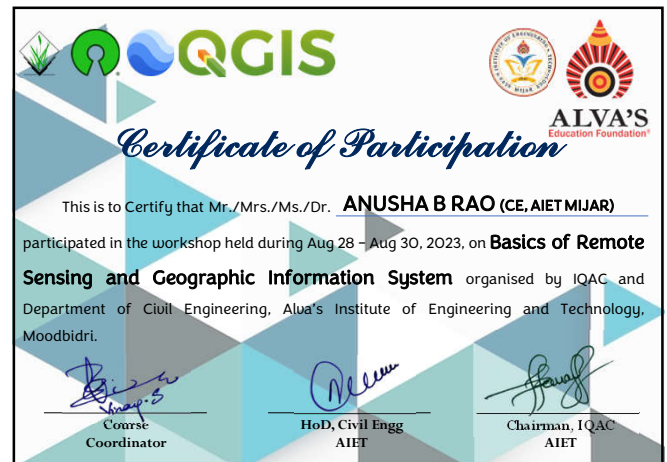 QGIS
ALVA'S
Education Foundation®
Certificate of Participation
This is to Certify that Mr./Mrs./Ms./Dr. ANUSHA B RAO (CE, AIET MIJAR)
participated in the workshop held during Aug 28 – Aug 30, 2023, on Basics of Remote
Sensing and Geographic Information System organised by IQAC and
Department of Civil Engineering, Alva's Institute of Engineering and Technology,
Moodbidri.
Vinay.S
Course HoD, Civil Engg Chairman, IQAC
Coordinator AIET AIET